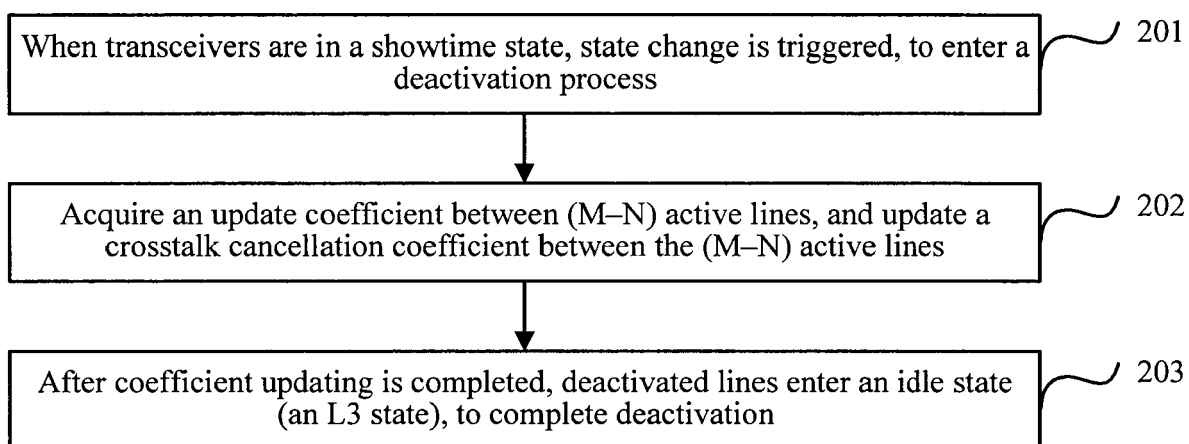 When transceivers are in a showtime state, state change is triggered, to enter a
deactivation process
201
Acquire an update coefficient between (M–N) active lines, and update a
crosstalk cancellation coefficient between the (M–N) active lines
202
After coefficient updating is completed, deactivated lines enter an idle state
(an L3 state), to complete deactivation
203